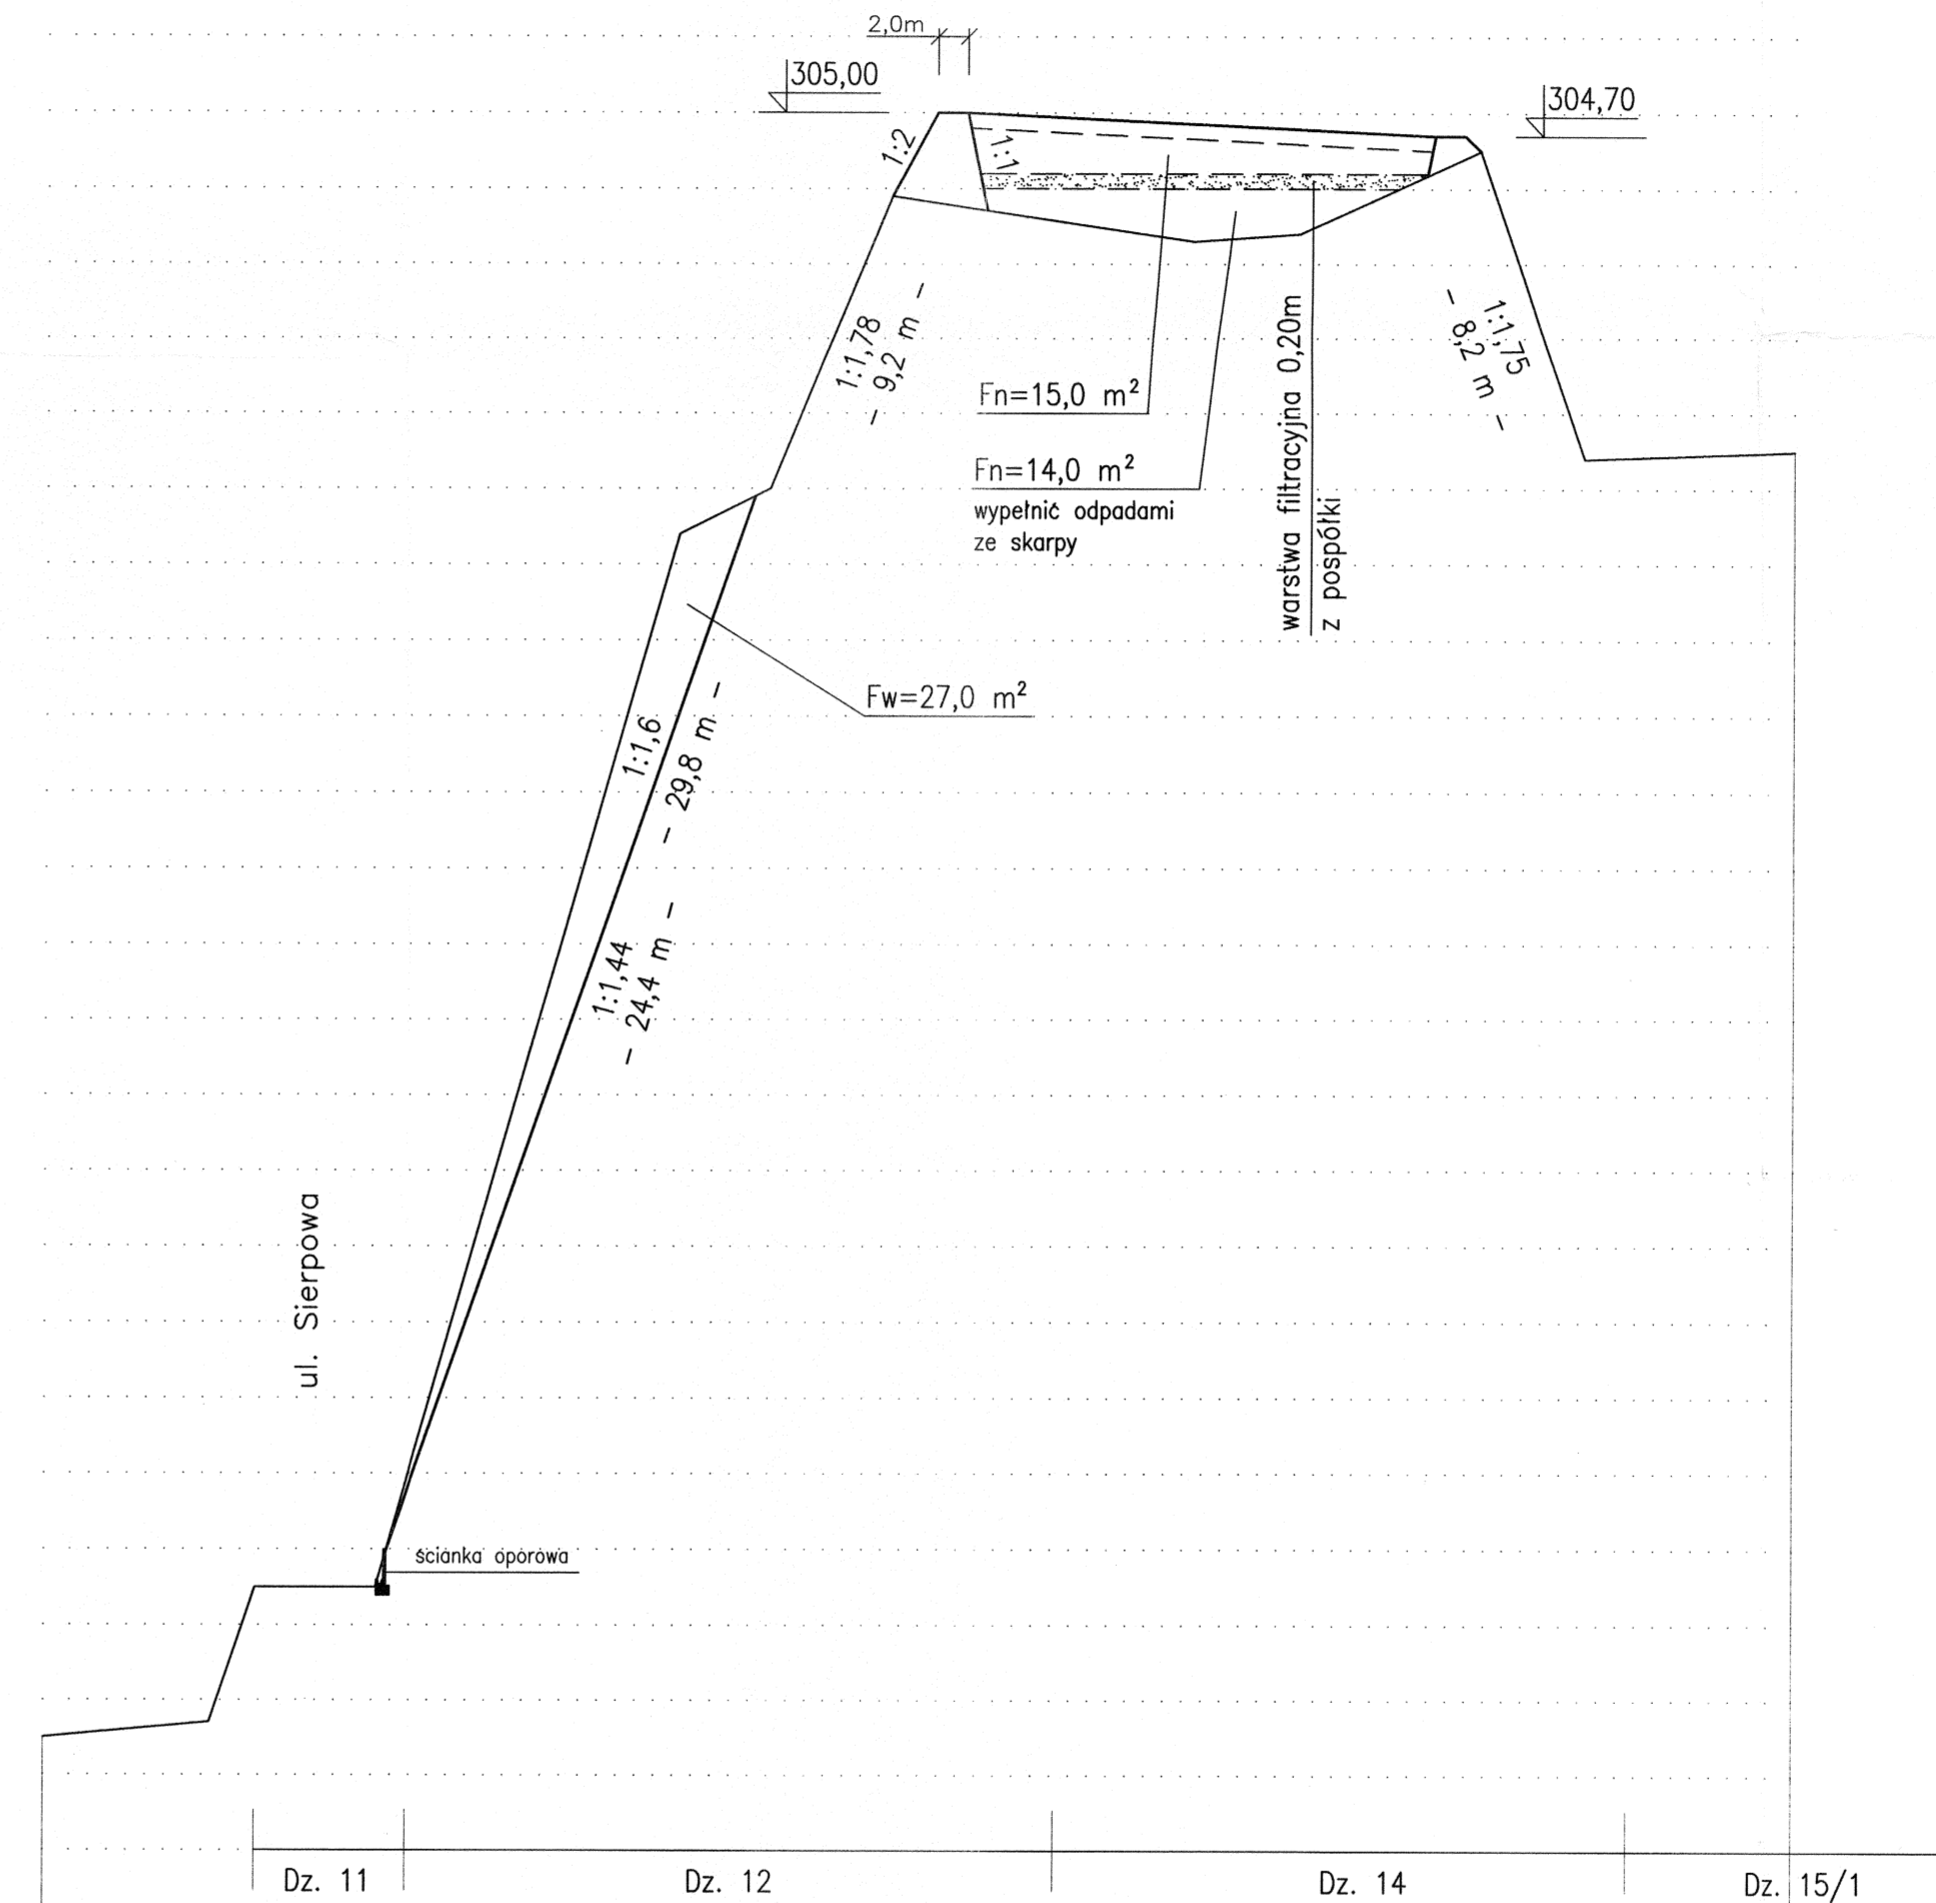 2,0m
305,00
304,70
1:2
1:1
1:1,78
– 9,2 m –
1:1,75
– 8,2 m –
Fn=15,0 m²
Fn=14,0 m²
wypełnić odpadami
ze skarpy
warstwa filtracyjna 0,20m
z pospółki
Fw=27,0 m²
1:1,6
– 29,8 m –
1:1,44
– 24,4 m –
ul. Sierpowa
ścianka oporowa
Dz. 11
Dz. 12
Dz. 14
Dz. 15/1